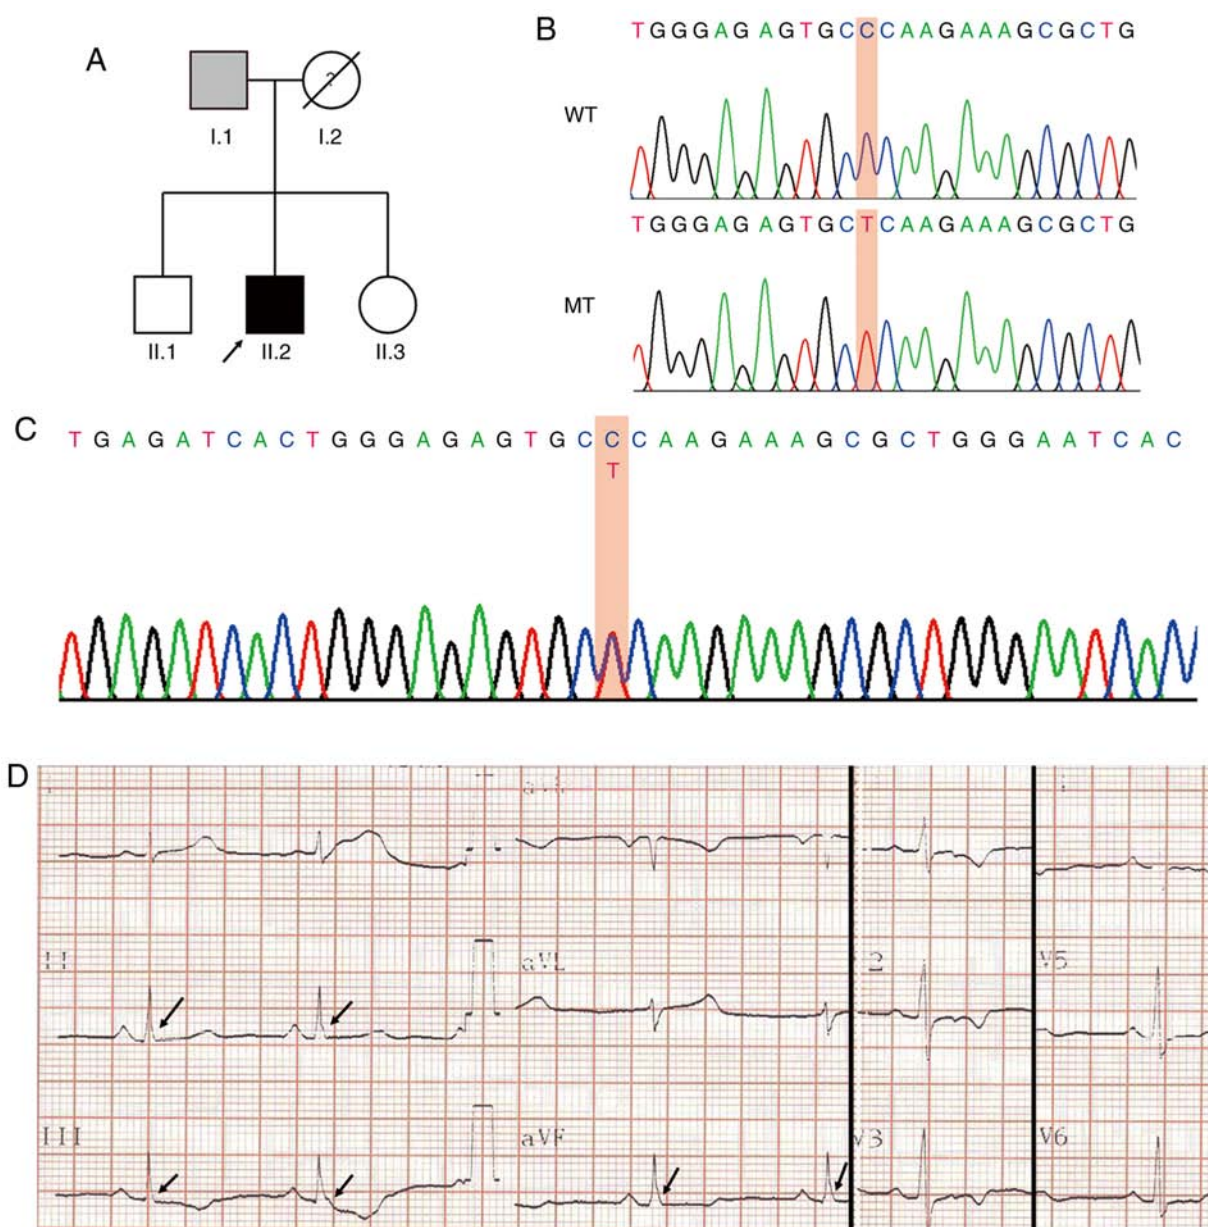 A
?
I.1 I.2
II.1 II.2 II.3
B
TGGGAGAGTGCCCAAGAAAGCGCTG
WT
TGGGAGAGTGCTCAAGAAAGCGCTG
MT
C
TGAGATCACTGGGAGAGTGCCCAAGAAAGCGCTGGGAATCAC
T
D
II aVL 2 V5
III aVF V3 V6